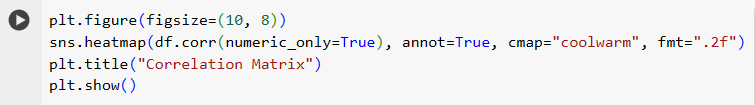 plt.figure(figsize=(10, 8))
sns.heatmap(df.corr(numeric_only=True), annot=True, cmap="coolwarm", fmt=".2f")
plt.title("Correlation Matrix")
plt.show()